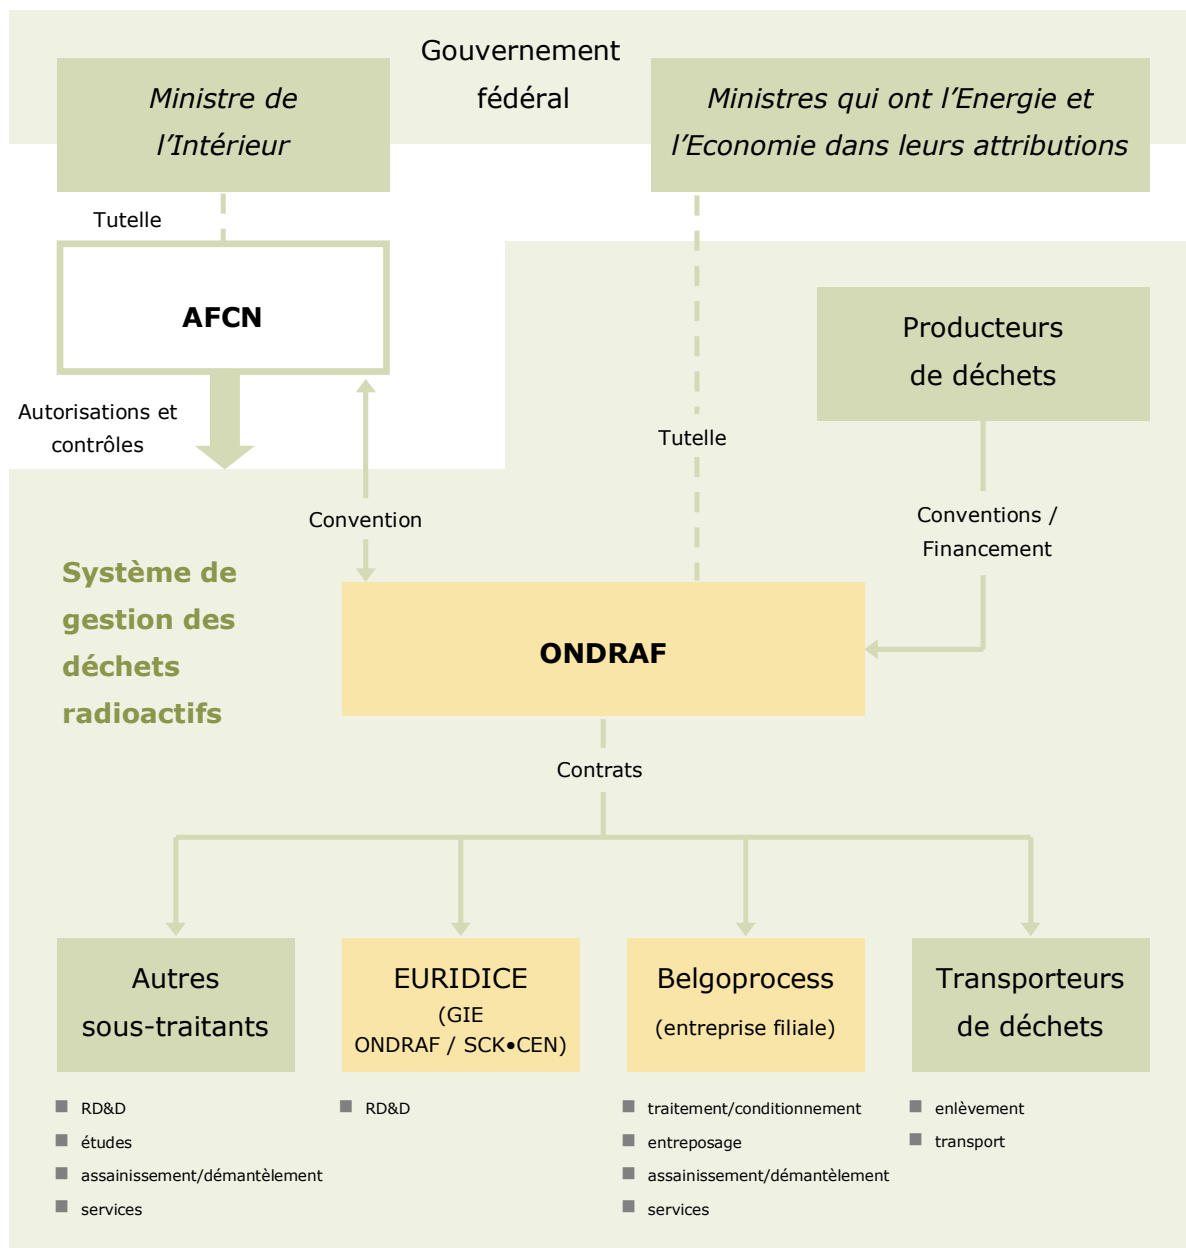 Gouvernement
fédéral
Ministre de
l’Intérieur
Ministres qui ont l’Energie et
l’Economie dans leurs attributions
Tutelle
AFCN
Producteurs
de déchets
Autorisations et
contrôles
Tutelle
Convention
Conventions /
Financement
Système de
gestion des
déchets
radioactifs
ONDRAF
Contrats
Autres
sous-traitants
EURIDICE
(GIE
ONDRAF / SCK•CEN)
Belgoprocess
(entreprise filiale)
Transporteurs
de déchets
RD&D
études
assainissement/démantèlement
services
RD&D
traitement/conditionnement
entreposage
assainissement/démantèlement
services
enlèvement
transport